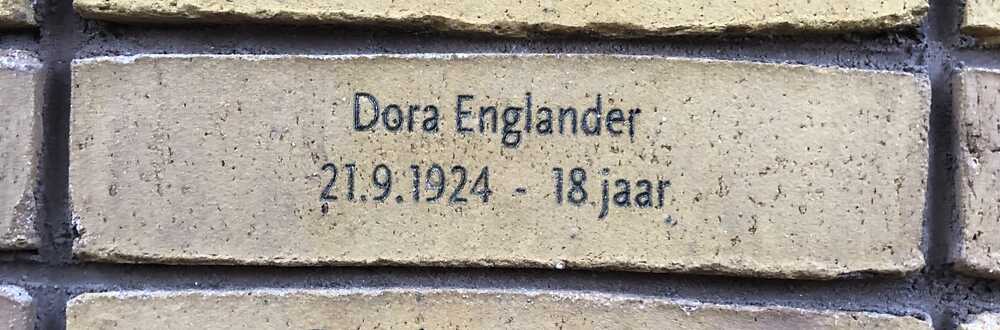 Dora Englander
21.9.1924 - 18 jaar